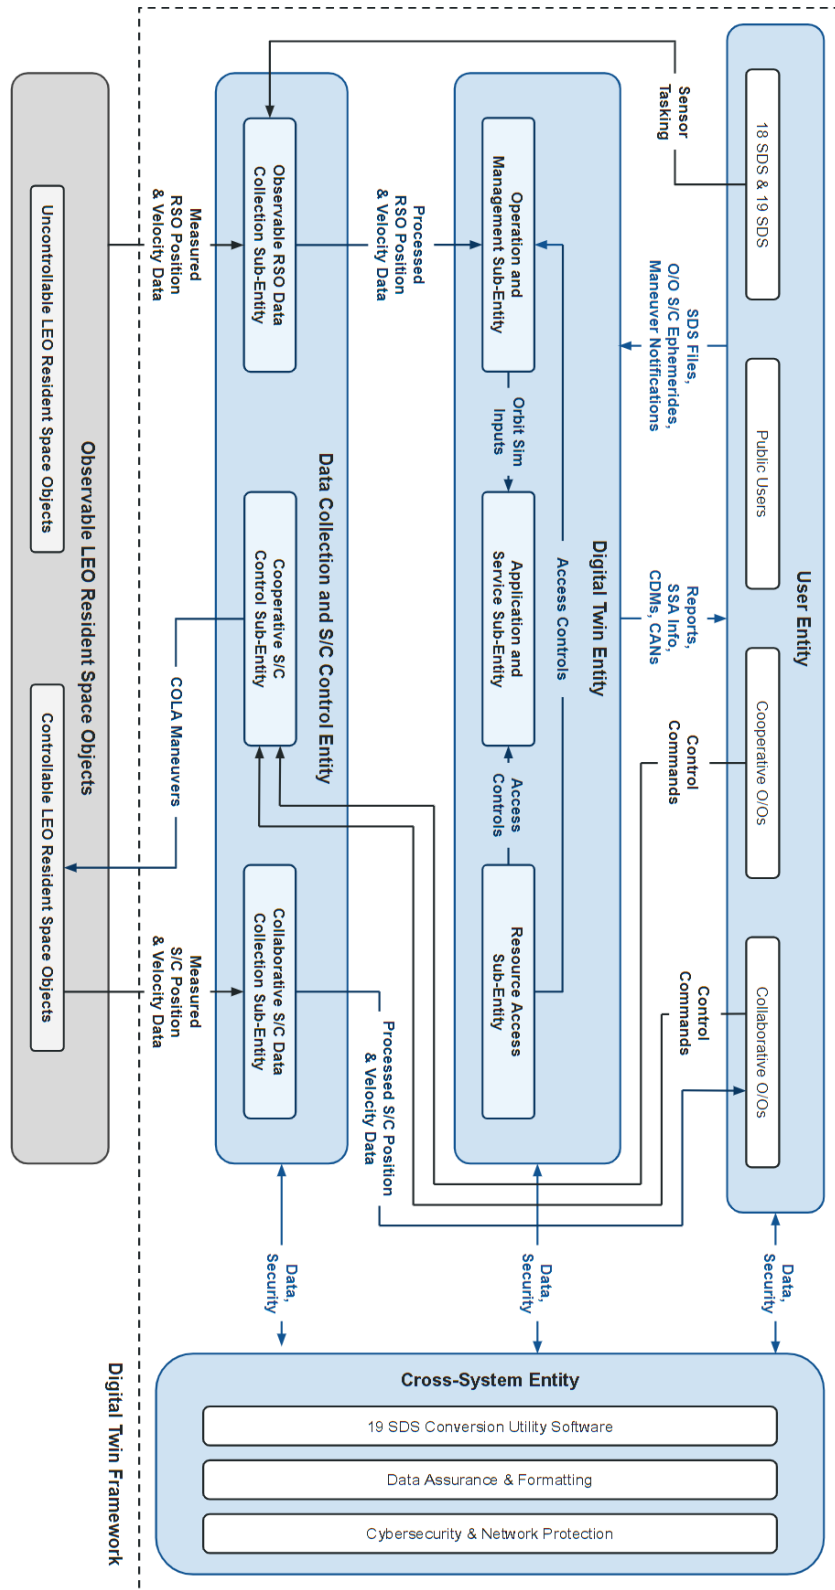 User Entity
18 SDS & 19 SDS
Public Users
Cooperative O/Os
Collaborative O/Os
Sensor
Tasking
SDS Files,
O/O S/C Ephemerides,
Maneuver Notifications
Reports,
SSA Info,
CDMs, CANs
Control
Commands
Control
Commands
Digital Twin Entity
Access Controls
Operation and
Management Sub-Entity
Orbit Sim
Inputs
Application and
Service Sub-Entity
Access
Controls
Resource Access
Sub-Entity
Processed
RSO Position
& Velocity Data
Processed S/C Position
& Velocity Data
Data Collection and S/C Control Entity
Observable RSO Data
Collection Sub-Entity
Cooperative S/C
Control Sub-Entity
Collaborative S/C Data
Collection Sub-Entity
Measured
RSO Position
& Velocity Data
COLA Maneuvers
Measured
S/C Position
& Velocity Data
Observable LEO Resident Space Objects
Uncontrollable LEO Resident Space Objects
Controllable LEO Resident Space Objects
Data,
Security
Data,
Security
Data,
Security
Cross-System Entity
19 SDS Conversion Utility Software
Data Assurance & Formatting
Cybersecurity & Network Protection
Digital Twin Framework